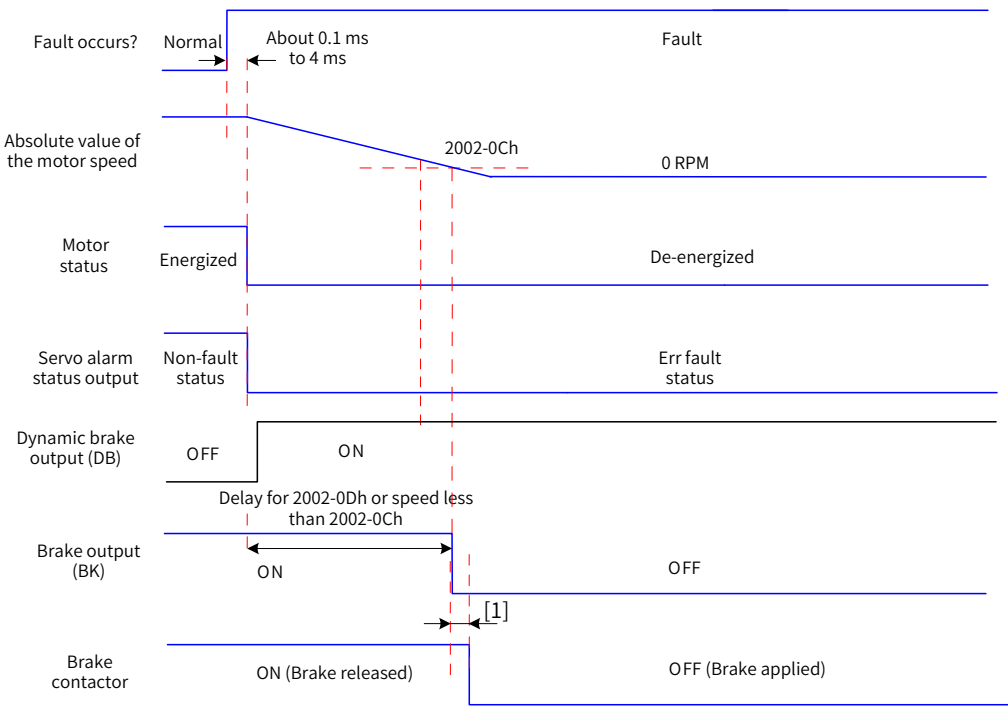 Fault occurs?
Normal
About 0.1 ms
to 4 ms
Fault
Absolute value of
the motor speed
2002-0Ch
0 RPM
Motor
status
Energized
De-energized
Servo alarm
status output
Non-fault
status
Err fault
status
Dynamic brake
output (DB)
OFF
ON
Delay for 2002-0Dh or speed less
than 2002-0Ch
Brake output
(BK)
ON
OFF
[1]
Brake
contactor
ON (Brake released)
OFF (Brake applied)